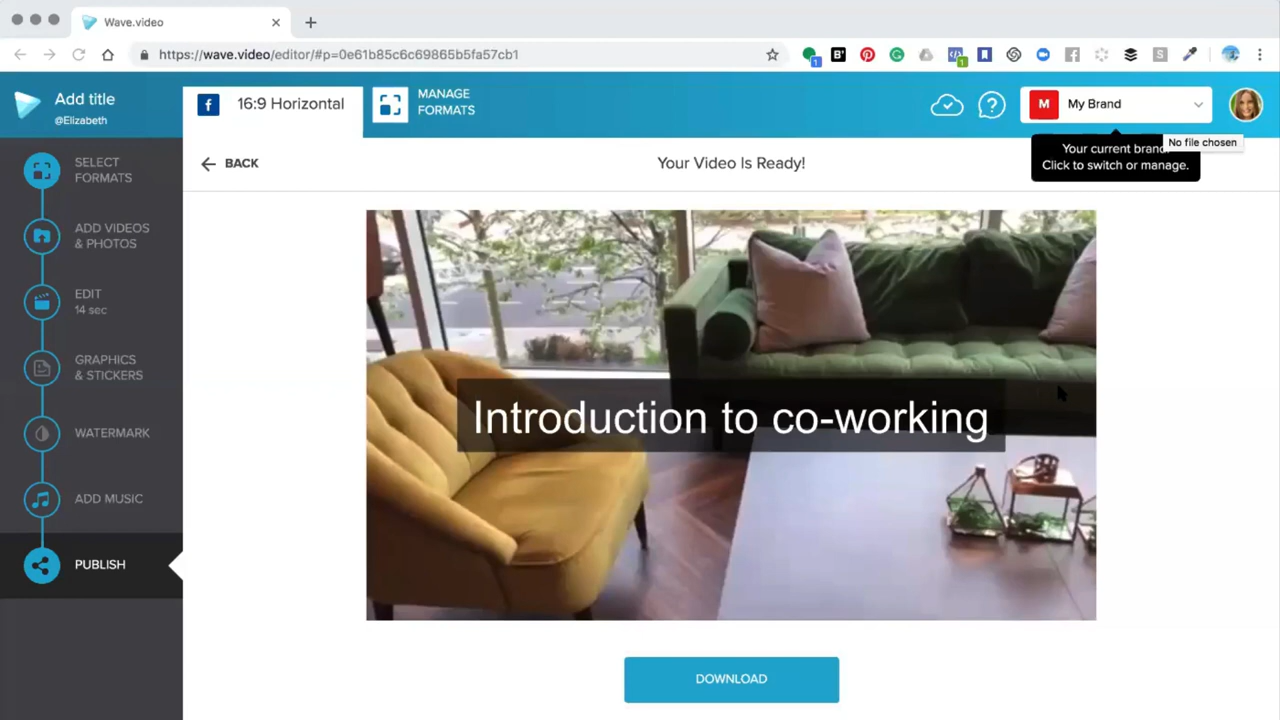 Wave.video
https://wave.video/editor/#p=0e61b85c6c69865b5fa57cb1
1
B+
1
S
Add title
@Elizabeth
16:9 Horizontal
MANAGE
FORMATS
M
My Brand
Your current brand.
Click to switch or manage.
No file chosen
SELECT
FORMATS
ADD VIDEOS
& PHOTOS
EDIT
14 sec
GRAPHICS
& STICKERS
WATERMARK
ADD MUSIC
PUBLISH
BACK
Your Video Is Ready!
Introduction to co-working
DOWNLOAD